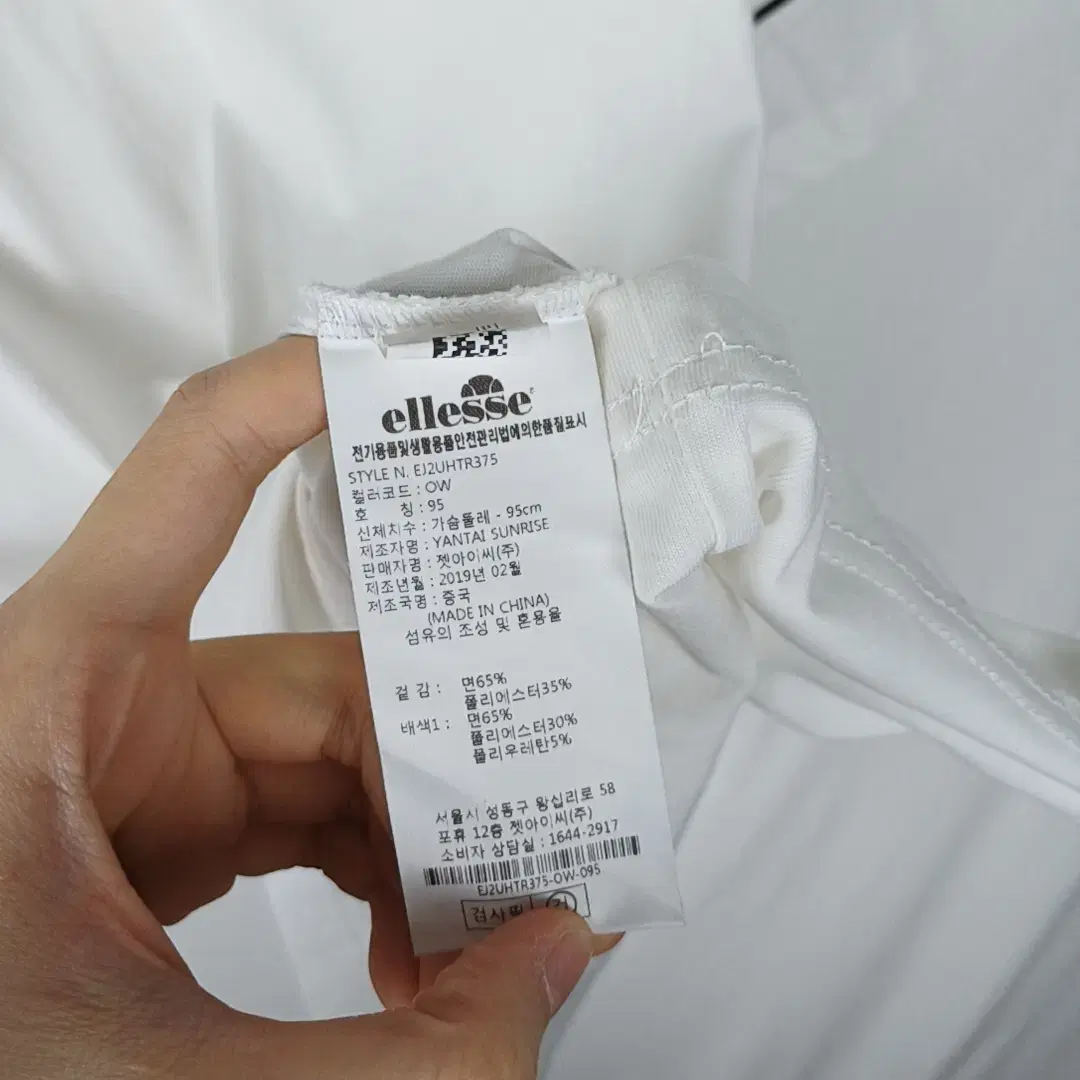 ellesse
전기용품및생활용품안전관리법에의한품질표시
STYLE N. EJ2UHTR375
컬러코드 : OW
호 칭 : 95
신체치수 : 가슴둘레 - 95cm
제조자명 : YANTAI SUNRISE
판매자명 : 젯아이씨(주)
제조년월 : 2019년 02월
제조국명 : 중국
(MADE IN CHINA)
섬유의 조성 및 혼용율
겉 감 : 면65%
폴리에스터35%
배색1 : 면65%
폴리에스터30%
폴리우레탄5%
서울시 성동구 왕십리로 58
포휴 12층 젯아이씨(주)
소비자 상담실 : 1644-2917
EJ2UHTR375-OW-095
검사